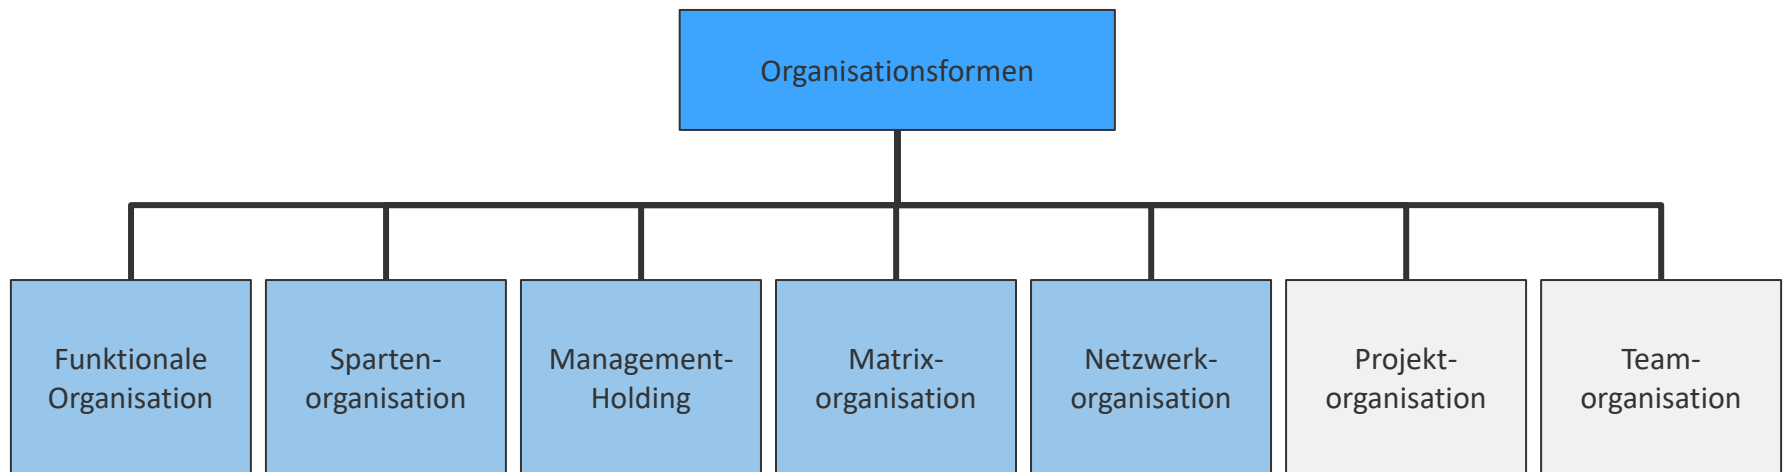 Organisationsformen
Funktionale
Organisation
Sparten-
organisation
Management-
Holding
Matrix-
organisation
Netzwerk-
organisation
Projekt-
organisation
Team-
organisation